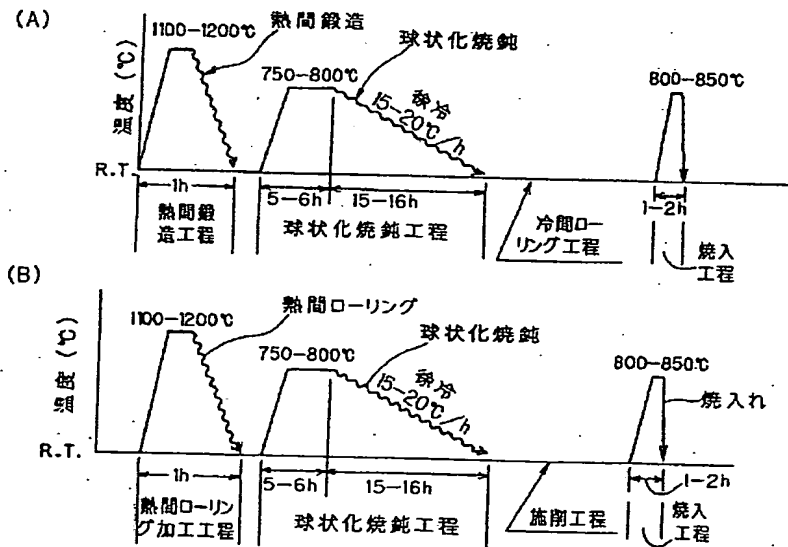 (A)
1100-1200℃
熱間鍛造
球状化焼鈍
750-800℃
徐冷
15-20℃/h
800-850℃
温度(℃)
R.T.
1h
5-6h
15-16h
1-2h
熱間鍛
造工程
球状化焼鈍工程
冷間ロー
リング工程
焼入
工程
(B)
1100-1200℃
熱間ローリング
球状化焼鈍
750-800℃
徐冷
15-20℃/h
800-850℃
焼入れ
温度(℃)
R.T.
1h
5-6h
15-16h
1-2h
熱間ローリン
グ加工工程
球状化焼鈍工程
施削工程
焼入
工程